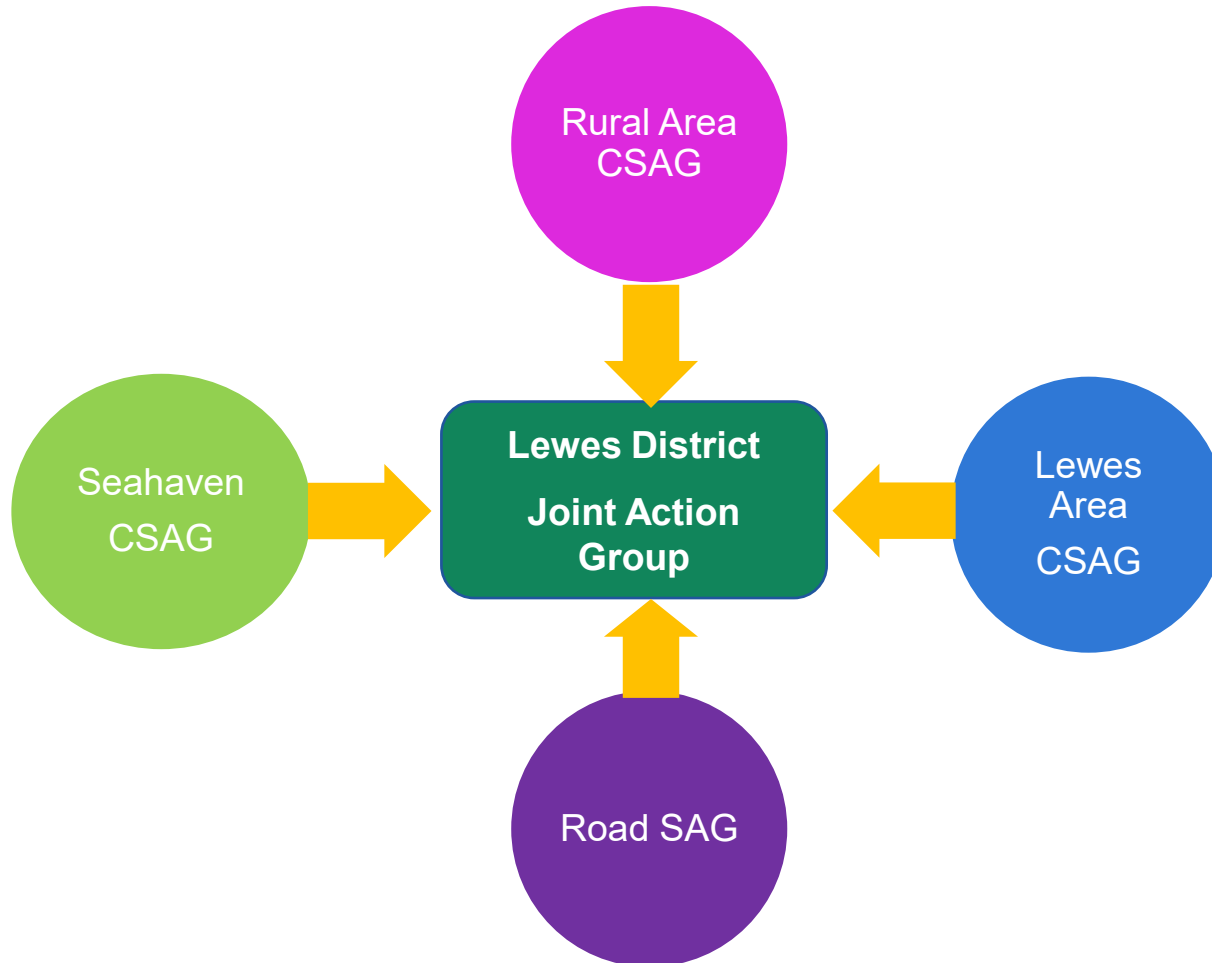 Rural Area
CSAG
Seahaven
CSAG
Lewes District
Joint Action
Group
Lewes
Area
CSAG
Road SAG